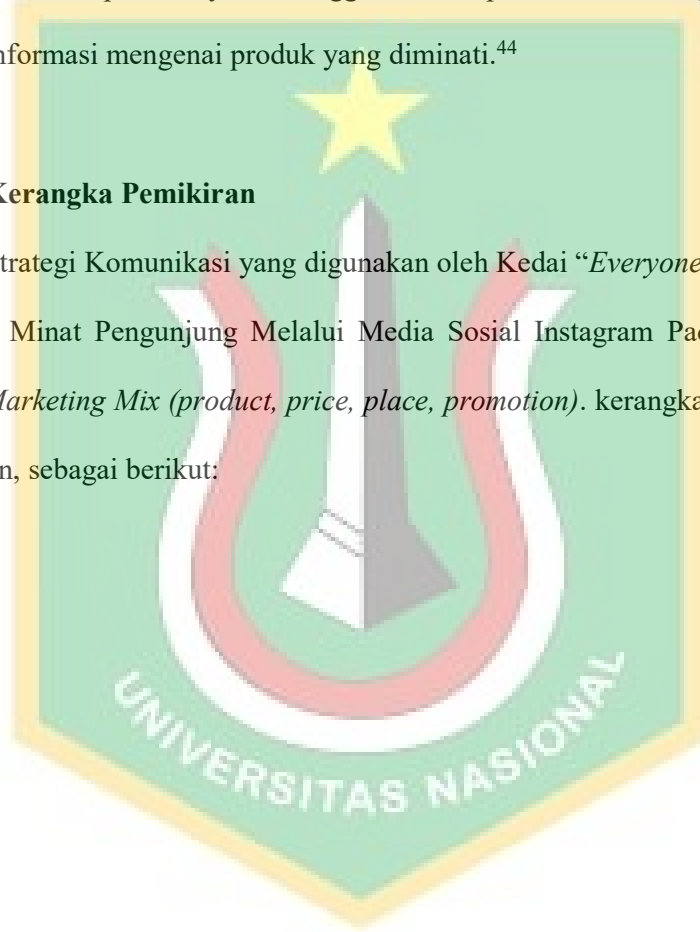 informasi mengenai produk yang diminati.44
Kerangka Pemikiran
trategi Komunikasi yang digunakan oleh Kedai “Everyone
Minat Pengunjung Melalui Media Sosial Instagram Pad
Marketing Mix (product, price, place, promotion). kerangka
n, sebagai berikut:
UNIVERSITAS NASIONAL